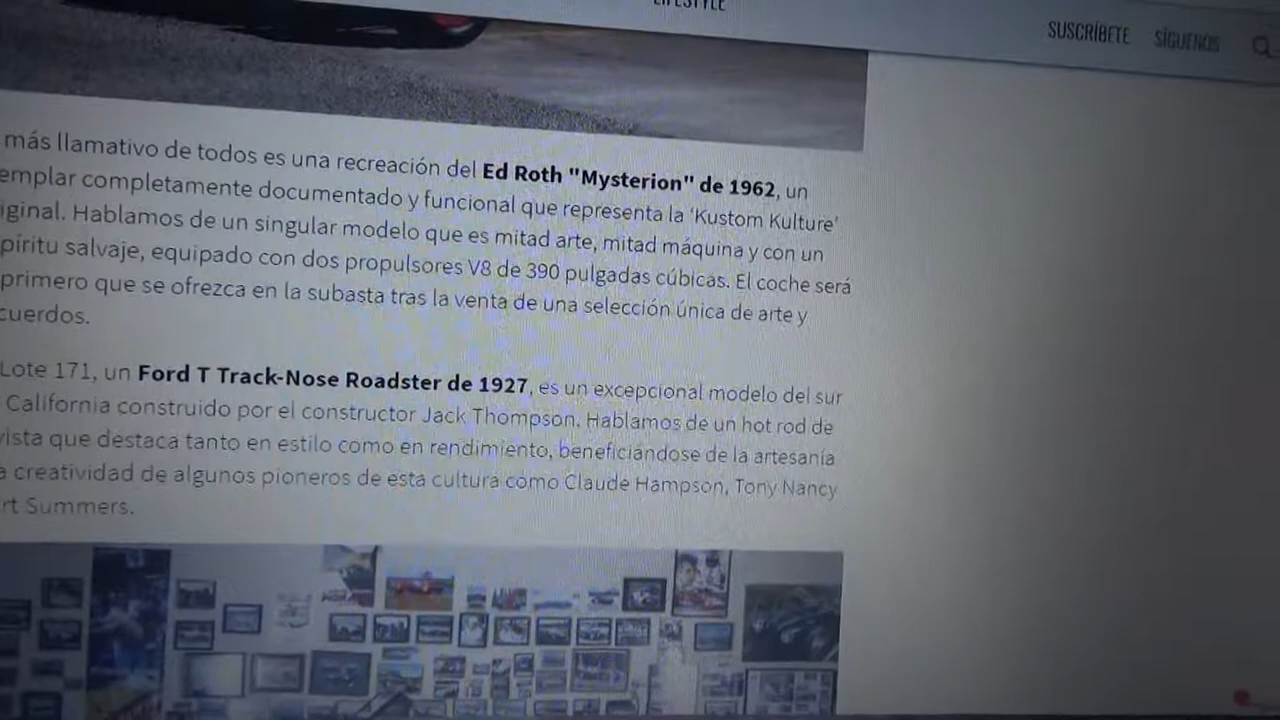 LIFESTYLE
SUSCRÍBETE SÍGUENOS
más llamativo de todos es una recreación del Ed Roth "Mysterion" de 1962, un
emplar completamente documentado y funcional que representa la ‘Kustom Kulture’
iginal. Hablamos de un singular modelo que es mitad arte, mitad máquina y con un
píritu salvaje, equipado con dos propulsores V8 de 390 pulgadas cúbicas. El coche será
primero que se ofrezca en la subasta tras la venta de una selección única de arte y
cuerdos.
Lote 171, un Ford T Track-Nose Roadster de 1927, es un excepcional modelo del sur
California construido por el constructor Jack Thompson. Hablamos de un hot rod de
vista que destaca tanto en estilo como en rendimiento, beneficiándose de la artesanía
a creatividad de algunos pioneros de esta cultura como Claude Hampson, Tony Nancy
rt Summers.